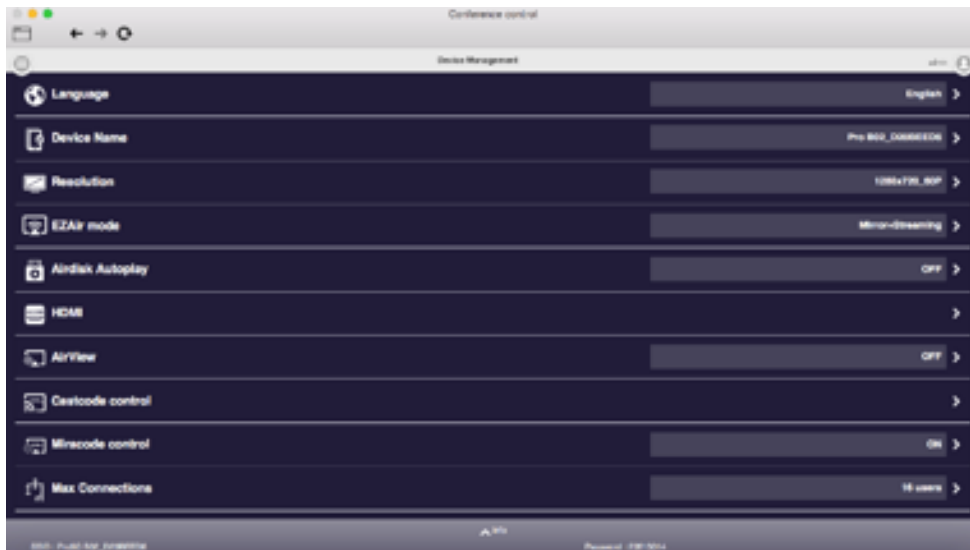 Conference control
Device Management
Language English
Device Name
Resolution
EZAir mode Mirror+Streaming
Airdisk Autoplay OFF
HDMI
AirView OFF
Castcode control
Miracode control ON
Max Connections 16 users
Info